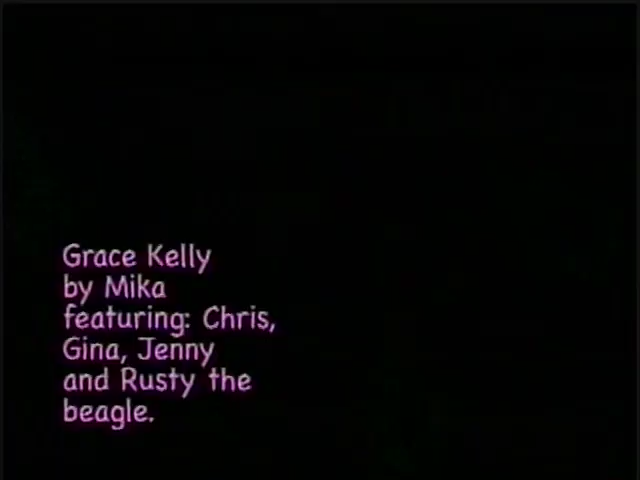 Grace Kelly
by Mika
featuring: Chris,
Gina, Jenny
and Rusty the
beagle.